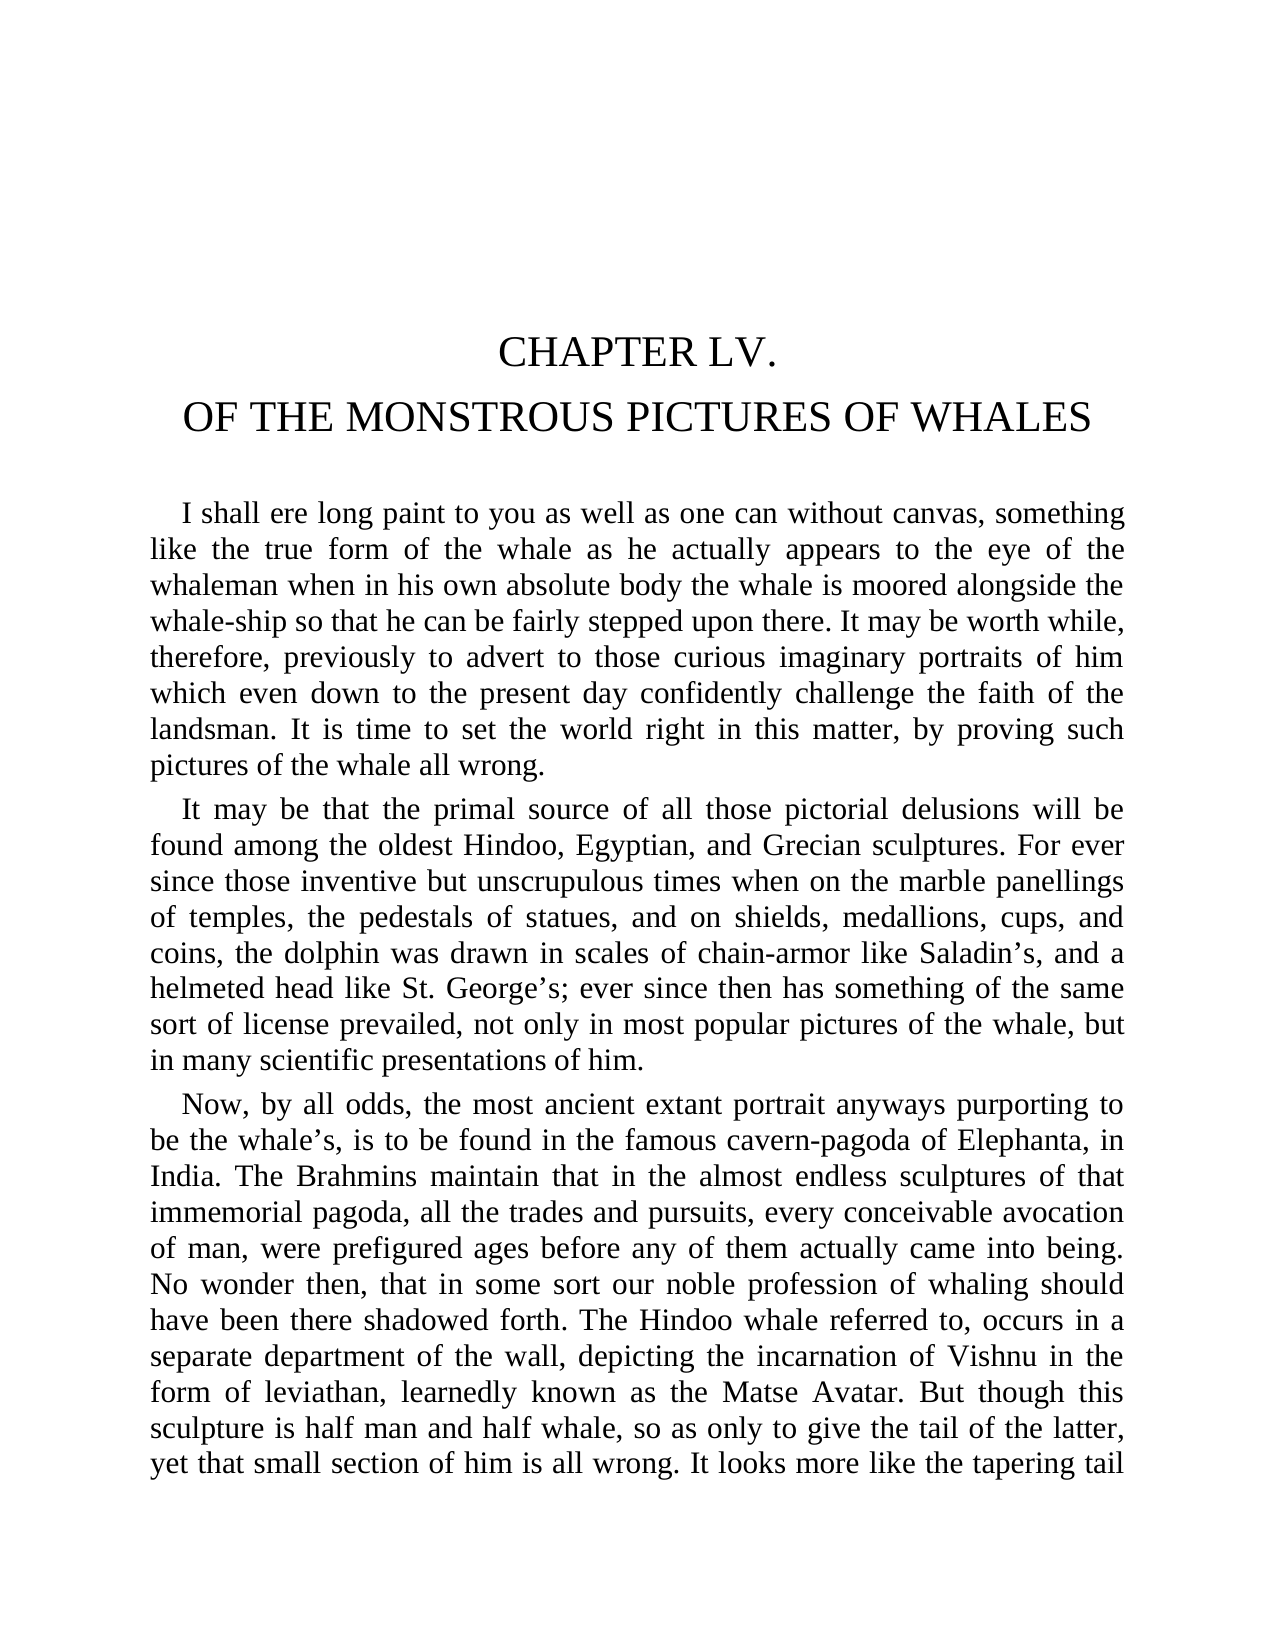 CHAPTER LV.
OF THE MONSTROUS PICTURES OF WHALES
I shall ere long paint to you as well as one can without canvas, something
like the true form of the whale as he actually appears to the eye of the
whaleman when in his own absolute body the whale is moored alongside the
whale-ship so that he can be fairly stepped upon there. It may be worth while,
therefore, previously to advert to those curious imaginary portraits of him
which even down to the present day confidently challenge the faith of the
landsman. It is time to set the world right in this matter, by proving such
pictures of the whale all wrong.
It may be that the primal source of all those pictorial delusions will be
found among the oldest Hindoo, Egyptian, and Grecian sculptures. For ever
since those inventive but unscrupulous times when on the marble panellings
of temples, the pedestals of statues, and on shields, medallions, cups, and
coins, the dolphin was drawn in scales of chain-armor like Saladin’s, and a
helmeted head like St. George’s; ever since then has something of the same
sort of license prevailed, not only in most popular pictures of the whale, but
in many scientific presentations of him.
Now, by all odds, the most ancient extant portrait anyways purporting to
be the whale’s, is to be found in the famous cavern-pagoda of Elephanta, in
India. The Brahmins maintain that in the almost endless sculptures of that
immemorial pagoda, all the trades and pursuits, every conceivable avocation
of man, were prefigured ages before any of them actually came into being.
No wonder then, that in some sort our noble profession of whaling should
have been there shadowed forth. The Hindoo whale referred to, occurs in a
separate department of the wall, depicting the incarnation of Vishnu in the
form of leviathan, learnedly known as the Matse Avatar. But though this
sculpture is half man and half whale, so as only to give the tail of the latter,
yet that small section of him is all wrong. It looks more like the tapering tail